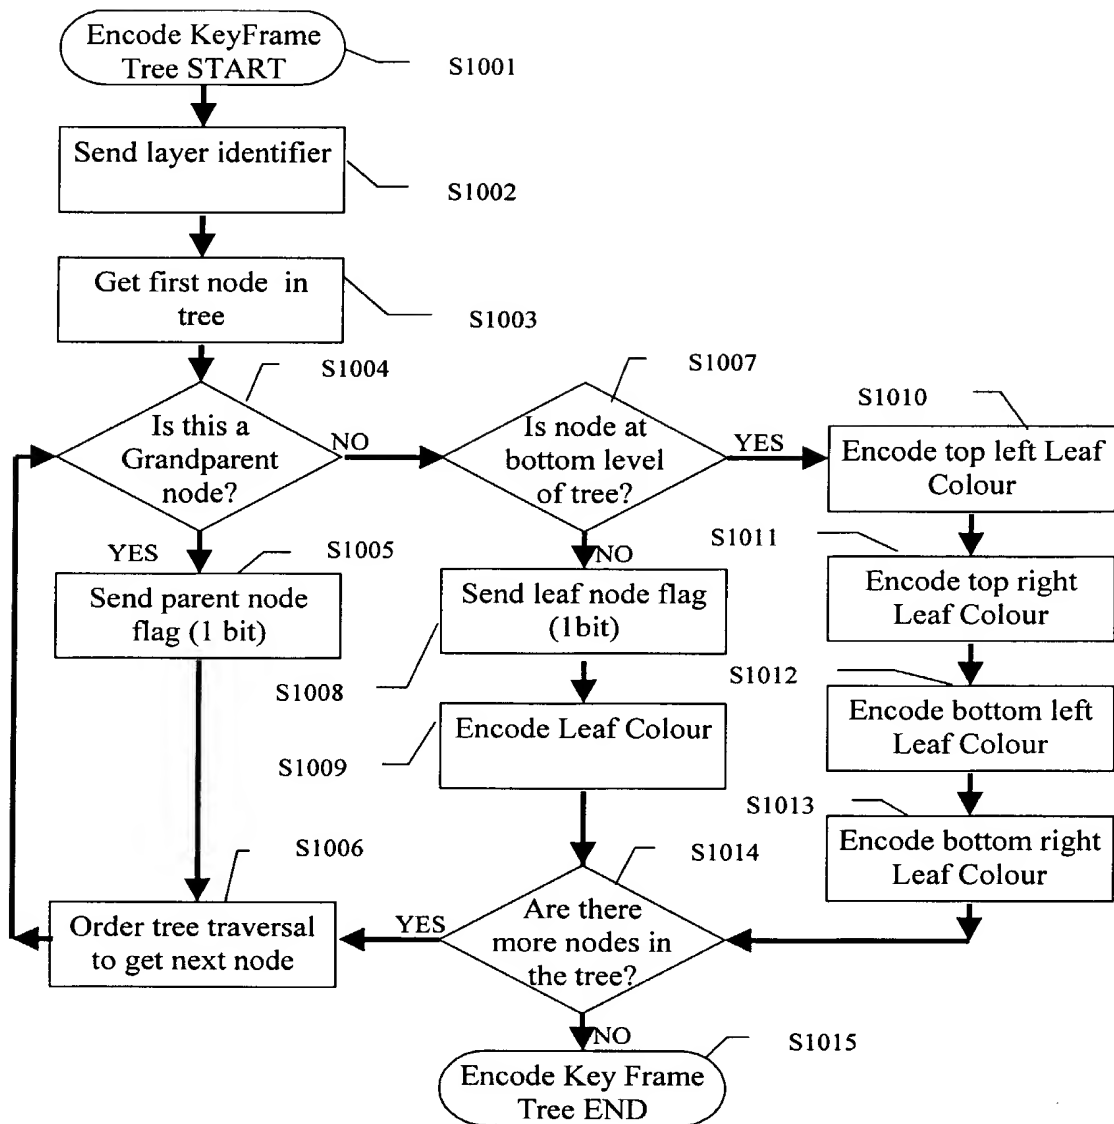 Encode KeyFrame
Tree START
S1001
Send layer identifier
S1002
Get first node in
tree
S1003
S1004
Is this a
Grandparent
node?
NO
YES
S1005
Send parent node
flag (1 bit)
S1006
Order tree traversal
to get next node
S1007
Is node at
bottom level
of tree?
YES
NO
Send leaf node flag
(1bit)
S1008
Encode Leaf Colour
S1009
S1010
Encode top left Leaf
Colour
S1011
Encode top right
Leaf Colour
S1012
Encode bottom left
Leaf Colour
S1013
Encode bottom right
Leaf Colour
S1014
Are there
more nodes in
the tree?
YES
NO
S1015
Encode Key Frame
Tree END